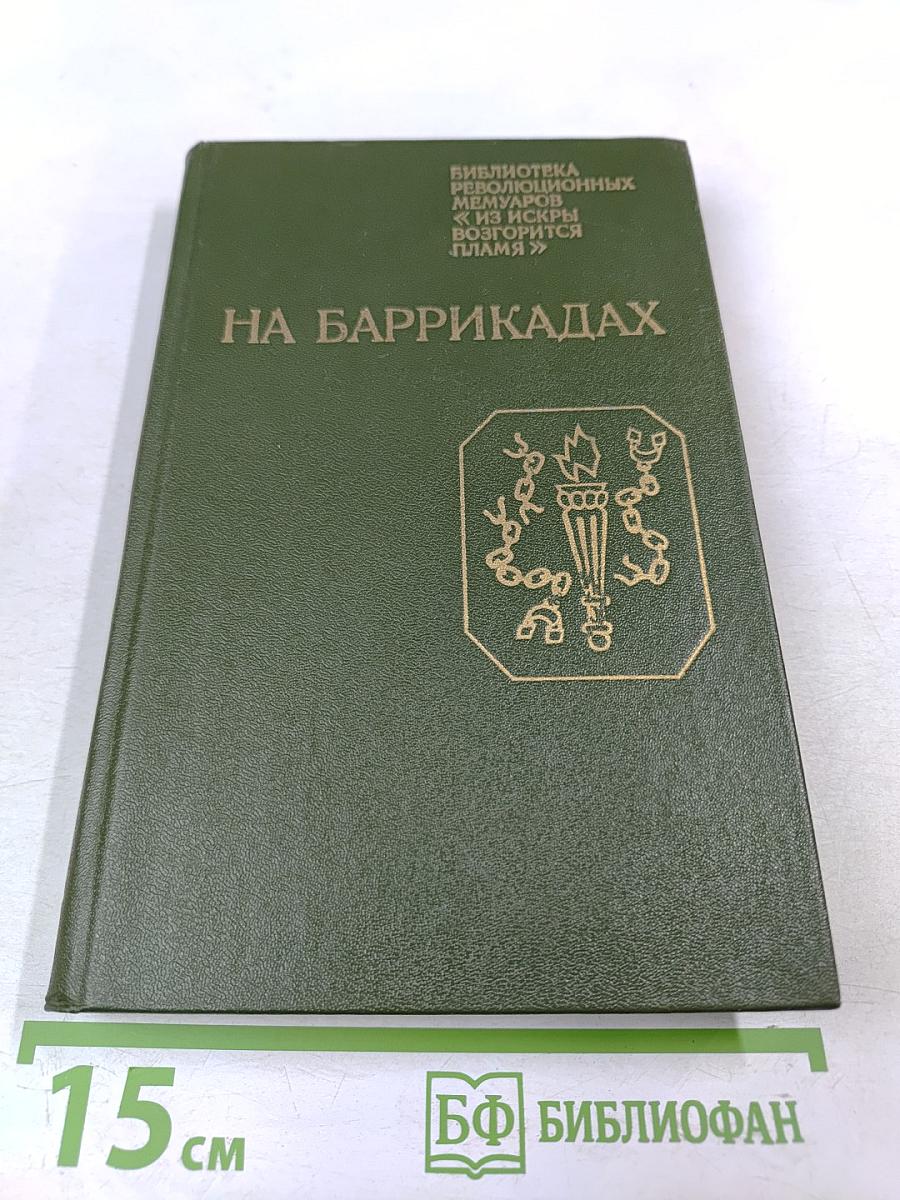 БИБЛИОТЕКА
РЕВОЛЮЦИОННЫХ
МЕМУАРОВ
« ИЗ ИСКРЫ
ВОЗГОРИТСЯ
ПЛАМЯ »
НА БАРРИКАДАХ
15 см
БФ БИБЛИОФАН